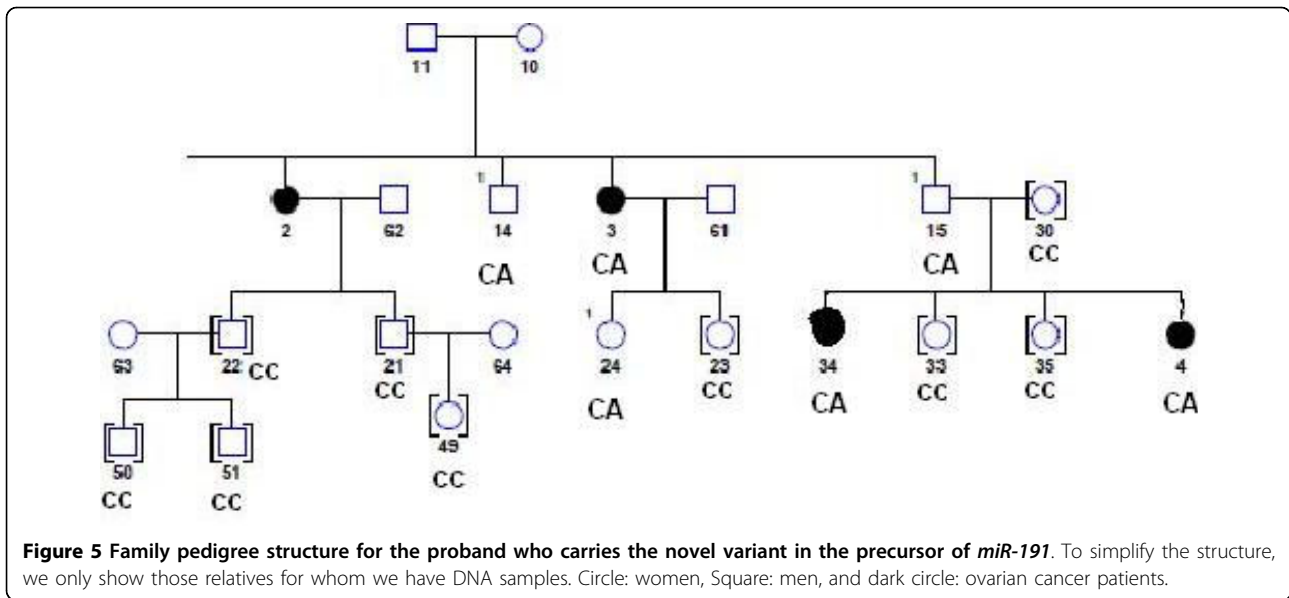 11 10
1 1
2 62 14 3 61 15 30
CA CA CA CC
1
63 22 CC 21 64 24 23 34 33 35 4
CC CA CC CA CC CC CA
50 51 49
CC CC CC
Figure 5 Family pedigree structure for the proband who carries the novel variant in the precursor of miR-191. To simplify the structure,
we only show those relatives for whom we have DNA samples. Circle: women, Square: men, and dark circle: ovarian cancer patients.